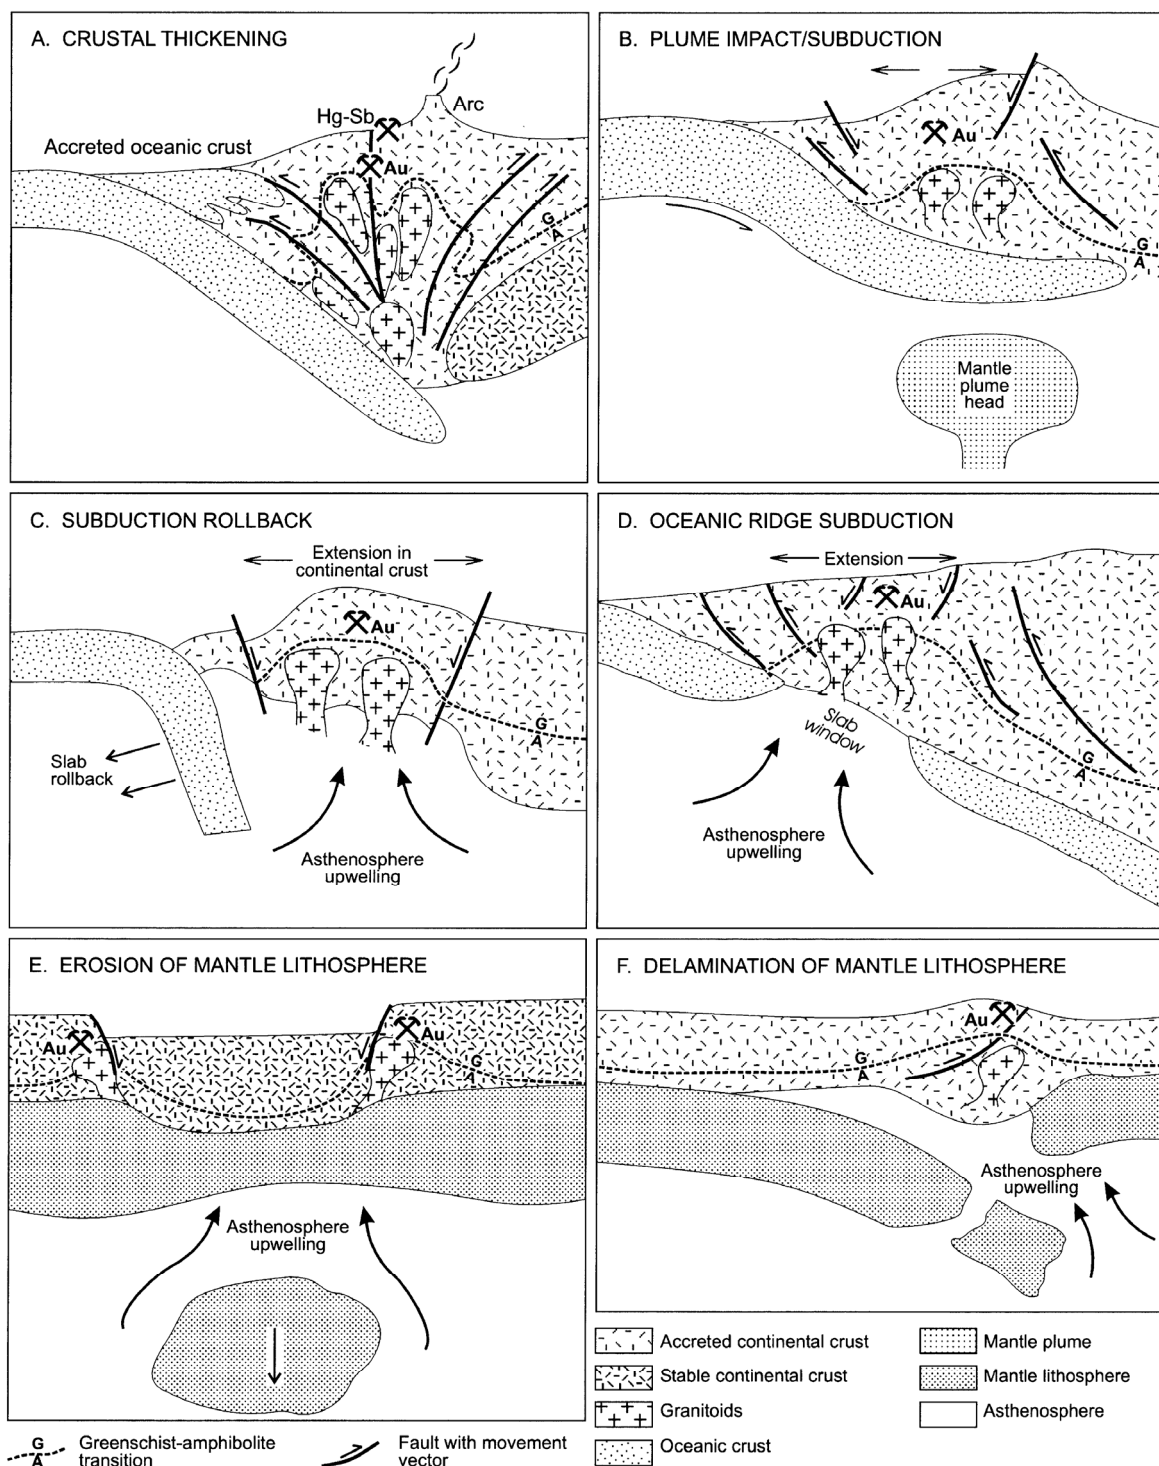 A. CRUSTAL THICKENING
Hg-Sb
Arc
Accreted oceanic crust
Au
G
A
B. PLUME IMPACT/SUBDUCTION
Au
G
A
Mantle
plume
head
C. SUBDUCTION ROLLBACK
Extension in
continental crust
Au
G
A
Slab
rollback
Asthenosphere
upwelling
D. OCEANIC RIDGE SUBDUCTION
Extension
Au
Slab
window
G
A
Asthenosphere
upwelling
E. EROSION OF MANTLE LITHOSPHERE
Au
Au
G
A
Asthenosphere
upwelling
F. DELAMINATION OF MANTLE LITHOSPHERE
Au
G
A
Asthenosphere
upwelling
Accreted continental crust
Stable continental crust
Granitoids
Oceanic crust
Mantle plume
Mantle lithosphere
Asthenosphere
G
A
Greenschist-amphibolite
transition
Fault with movement
vector